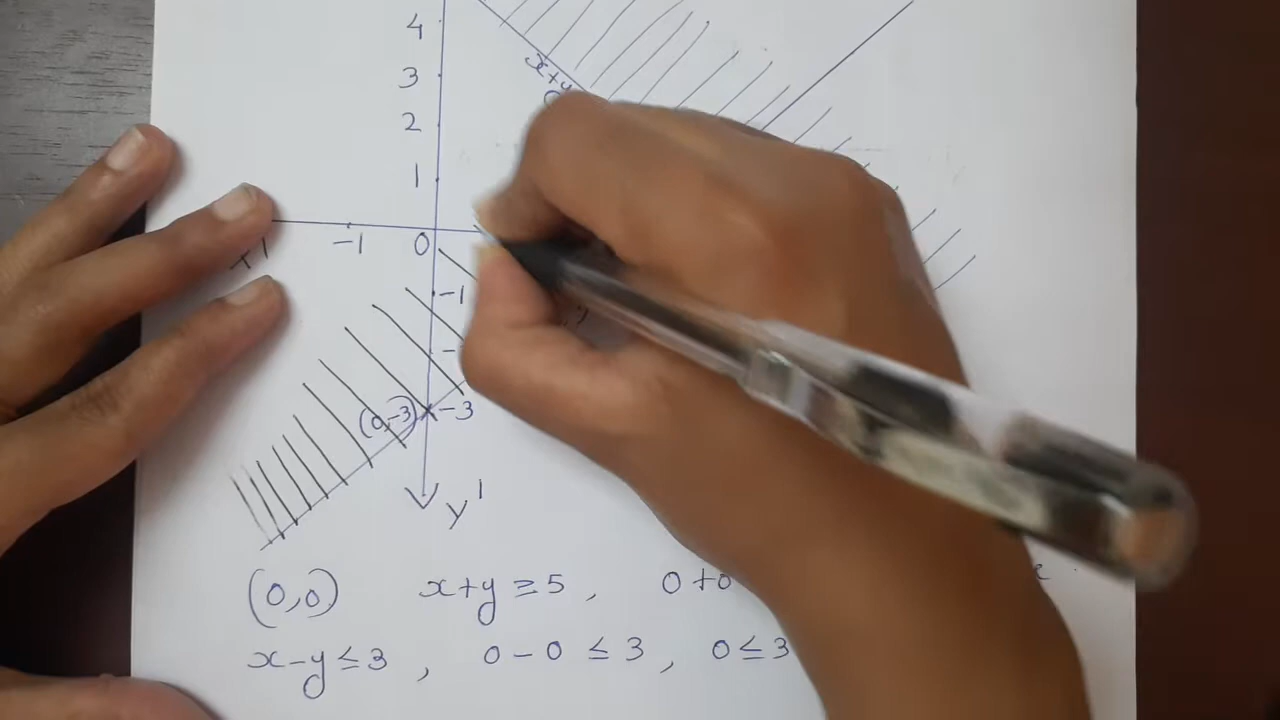 4
3
x+y
2
1
-1 0
x'
-1
(0,-3) -3
y'
(0,0) x+y ≥ 5 , 0+0
x-y ≤ 3 , 0-0 ≤ 3 , 0 ≤ 3